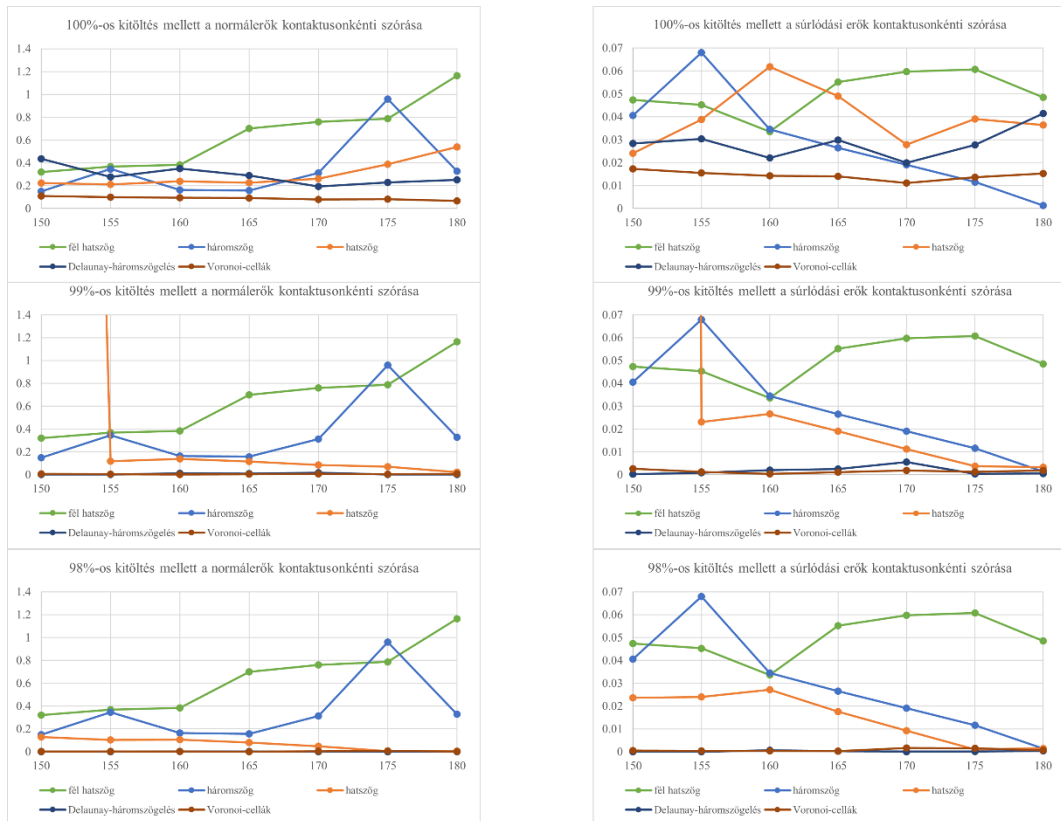 100%-os kitöltés mellett a normálerők kontaktusonkénti szórása
1.4
1.2
1
0.8
0.6
0.4
0.2
0
150 155 160 165 170 175 180
fèl hatszög háromszög hatszög
Delaunay-háromszögelés Voronoi-cellák
100%-os kitöltés mellett a súrlódási erők kontaktusonkénti szórása
0.07
0.06
0.05
0.04
0.03
0.02
0.01
0
150 155 160 165 170 175 180
fèl hatszög háromszög hatszög
Delaunay-háromszögelés Voronoi-cellák
99%-os kitöltés mellett a normálerők kontaktusonkénti szórása
1.4
1.2
1
0.8
0.6
0.4
0.2
0
150 155 160 165 170 175 180
fèl hatszög háromszög hatszög
Delaunay-háromszögelés Voronoi-cellák
99%-os kitöltés mellett a súrlódási erők kontaktusonkénti szórása
0.07
0.06
0.05
0.04
0.03
0.02
0.01
0
150 155 160 165 170 175 180
fèl hatszög háromszög hatszög
Delaunay-háromszögelés Voronoi-cellák
98%-os kitöltés mellett a normálerők kontaktusonkénti szórása
1.4
1.2
1
0.8
0.6
0.4
0.2
0
150 155 160 165 170 175 180
fèl hatszög háromszög hatszög
Delaunay-háromszögelés Voronoi-cellák
98%-os kitöltés mellett a súrlódási erők kontaktusonkénti szórása
0.07
0.06
0.05
0.04
0.03
0.02
0.01
0
150 155 160 165 170 175 180
fèl hatszög háromszög hatszög
Delaunay-háromszögelés Voronoi-cellák